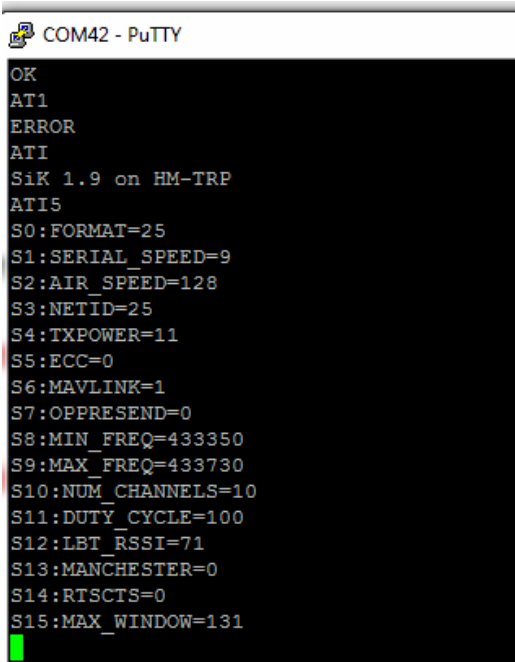 COM42 - PuTTY
OK
AT1
ERROR
ATI
SiK 1.9 on HM-TRP
ATI5
S0:FORMAT=25
S1:SERIAL_SPEED=9
S2:AIR_SPEED=128
S3:NETID=25
S4:TXPOWER=11
S5:ECC=0
S6:MAVLINK=1
S7:OPPRESEND=0
S8:MIN_FREQ=433350
S9:MAX_FREQ=433730
S10:NUM_CHANNELS=10
S11:DUTY_CYCLE=100
S12:LBT_RSSI=71
S13:MANCHESTER=0
S14:RTSCTS=0
S15:MAX_WINDOW=131